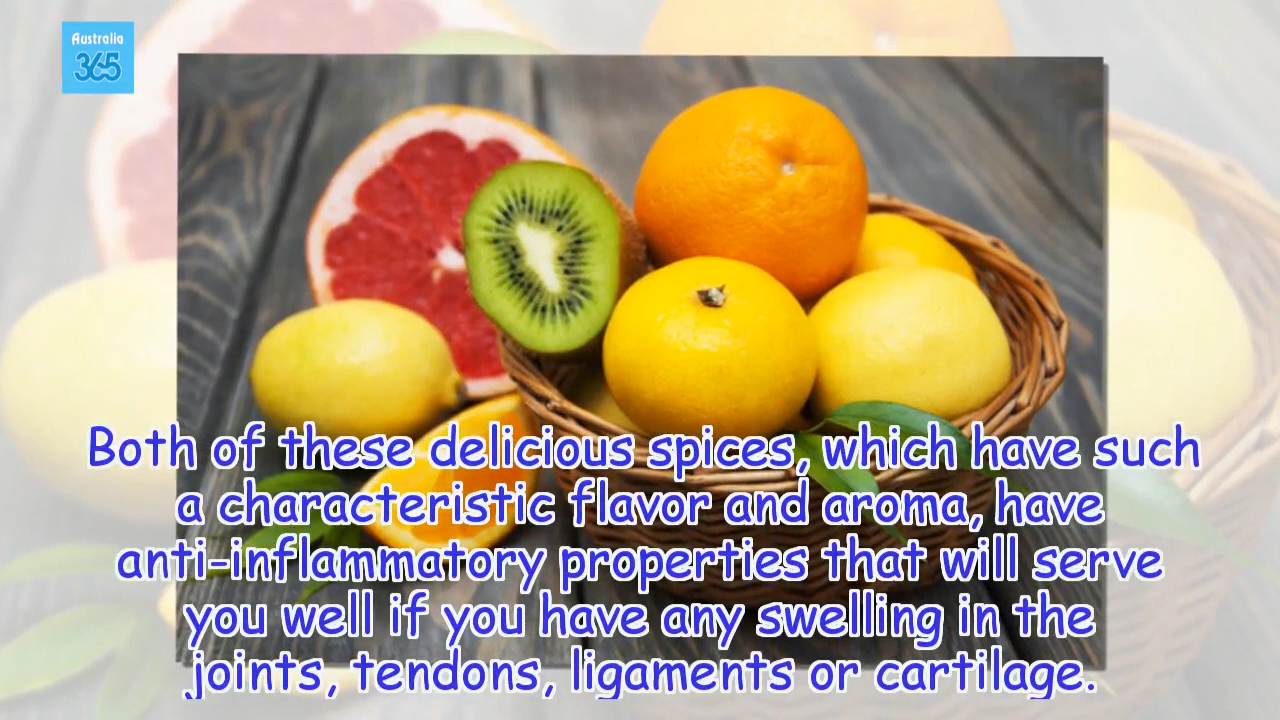 Australia
365
Both of these delicious spices, which have such
a characteristic flavor and aroma, have
anti-inflammatory properties that will serve
you well if you have any swelling in the
joints, tendons, ligaments or cartilage.